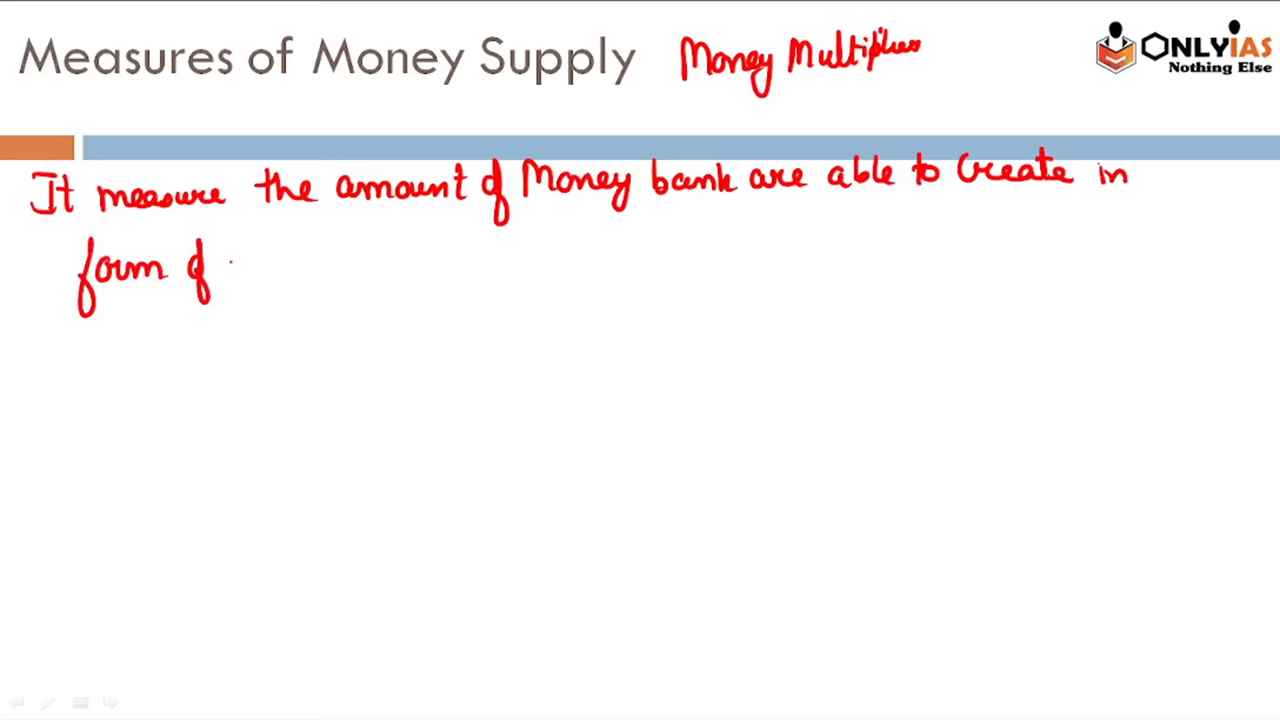 Measures of Money Supply Money Multiplier
ONLYIAS
Nothing Else
It measure the amount of Money bank are able to create in
form of